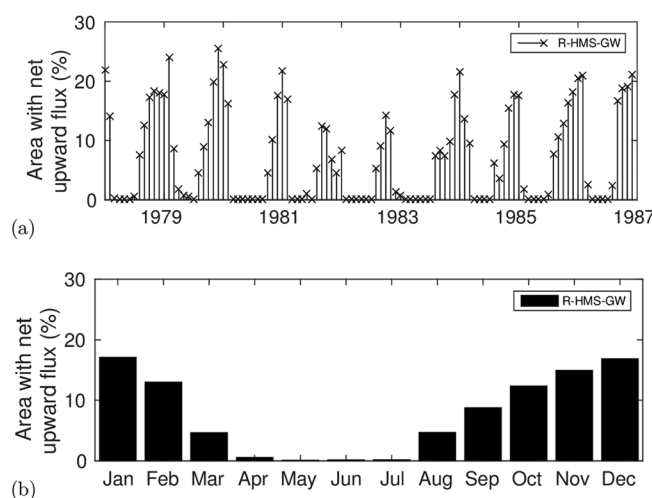 30
20
10
0
Area with net
upward flux (%)
R-HMS-GW
1979 1981 1983 1985 1987
(a)
30
20
10
0
Area with net
upward flux (%)
R-HMS-GW
Jan Feb Mar Apr May Jun Jul Aug Sep Oct Nov Dec
(b)